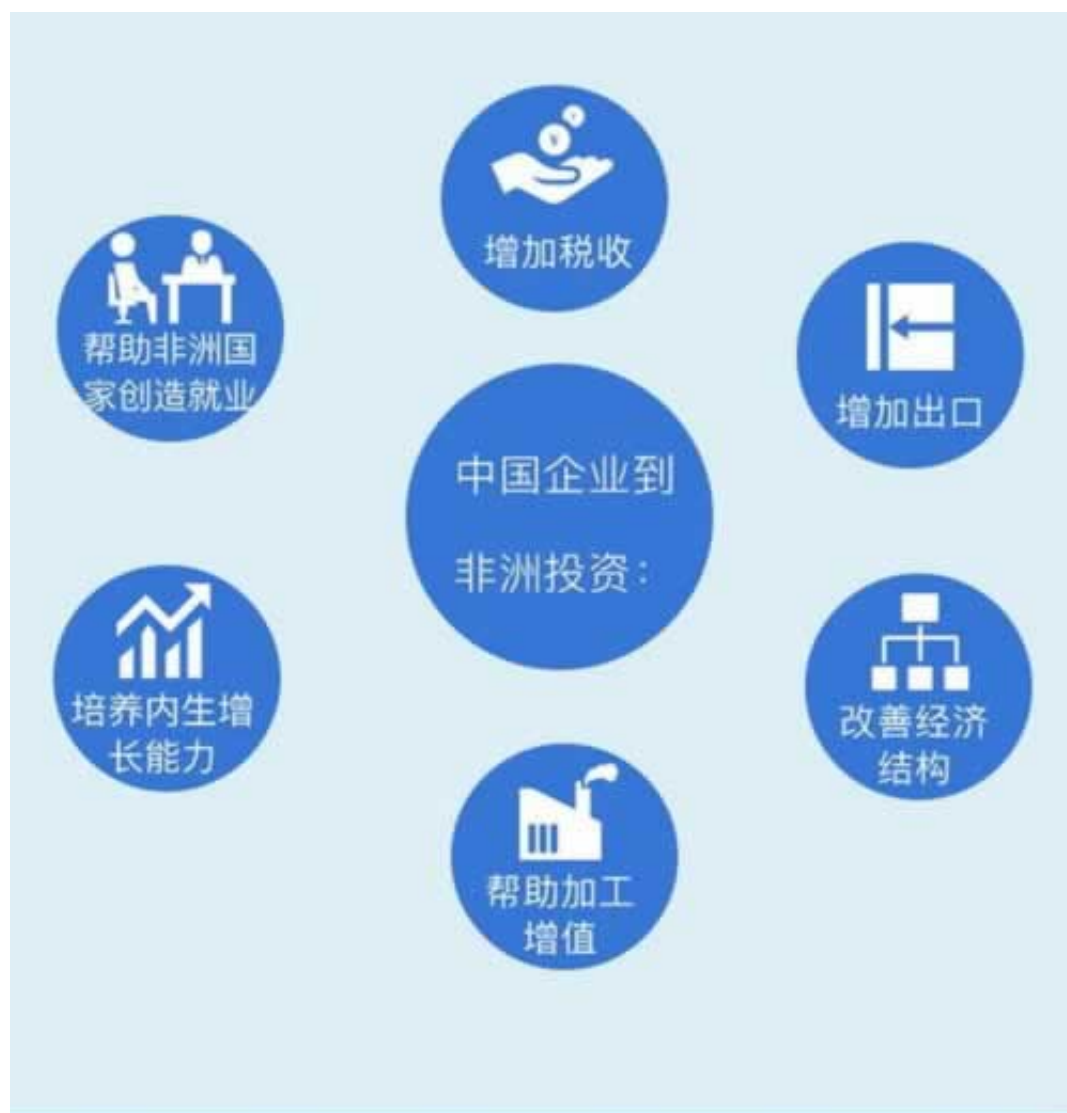 增加税收
帮助非洲国
家创造就业
增加出口
中国企业到
非洲投资：
培养内生增
长能力
改善经济
结构
帮助加工
增值